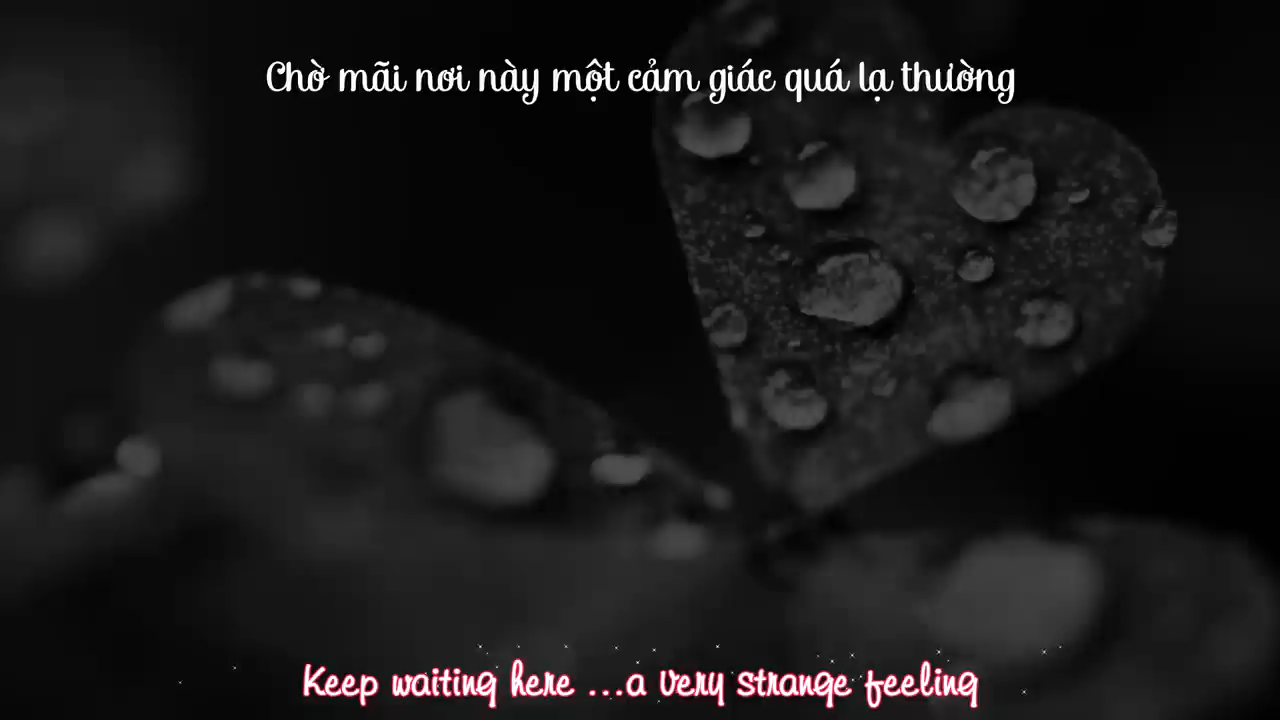 Chờ mãi nơi này một cảm giác quá lạ thường
Keep waiting here ...a very strange feeling